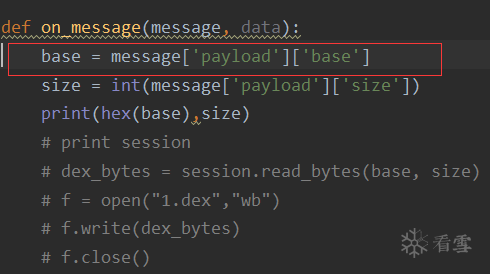 def on_message(message, data):
    base = message['payload']['base']
    size = int(message['payload']['size'])
    print(hex(base),size)
    # print session
    # dex_bytes = session.read_bytes(base, size)
    # f = open("1.dex","wb")
    # f.write(dex_bytes)
    # f.close()
看雪